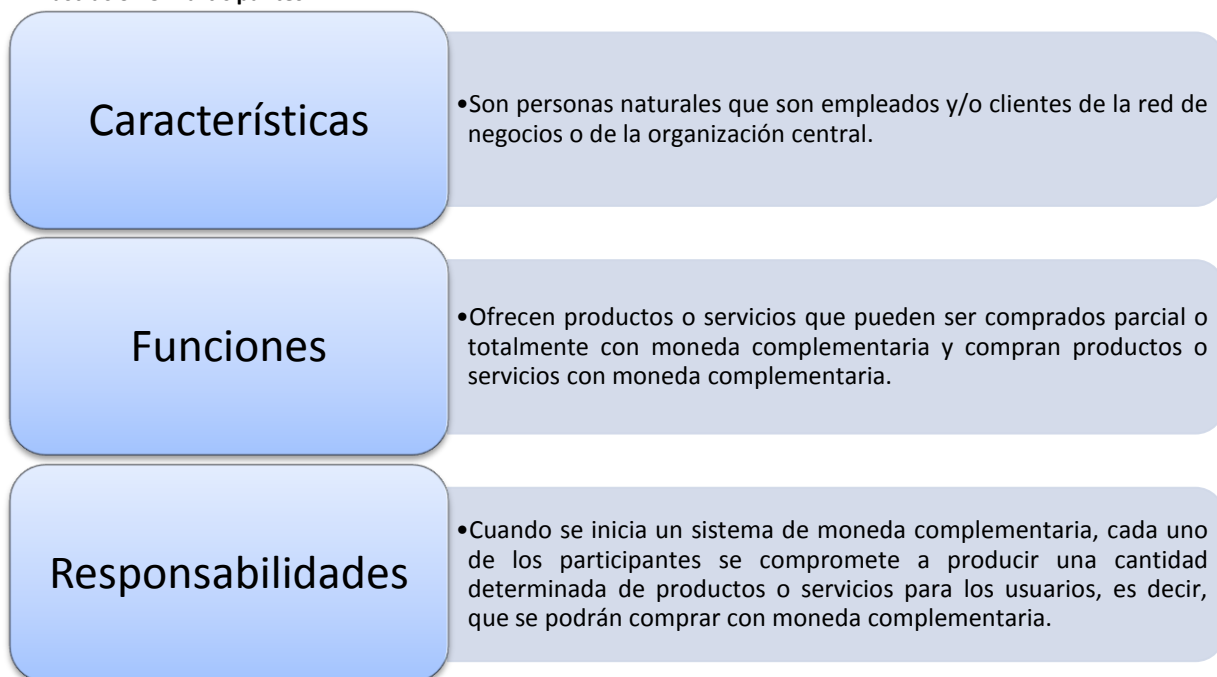 Características
•Son personas naturales que son empleados y/o clientes de la red de
negocios o de la organización central.
Funciones
•Ofrecen productos o servicios que pueden ser comprados parcial o
totalmente con moneda complementaria y compran productos o
servicios con moneda complementaria.
Responsabilidades
•Cuando se inicia un sistema de moneda complementaria, cada uno
de los participantes se compromete a producir una cantidad
determinada de productos o servicios para los usuarios, es decir,
que se podrán comprar con moneda complementaria.